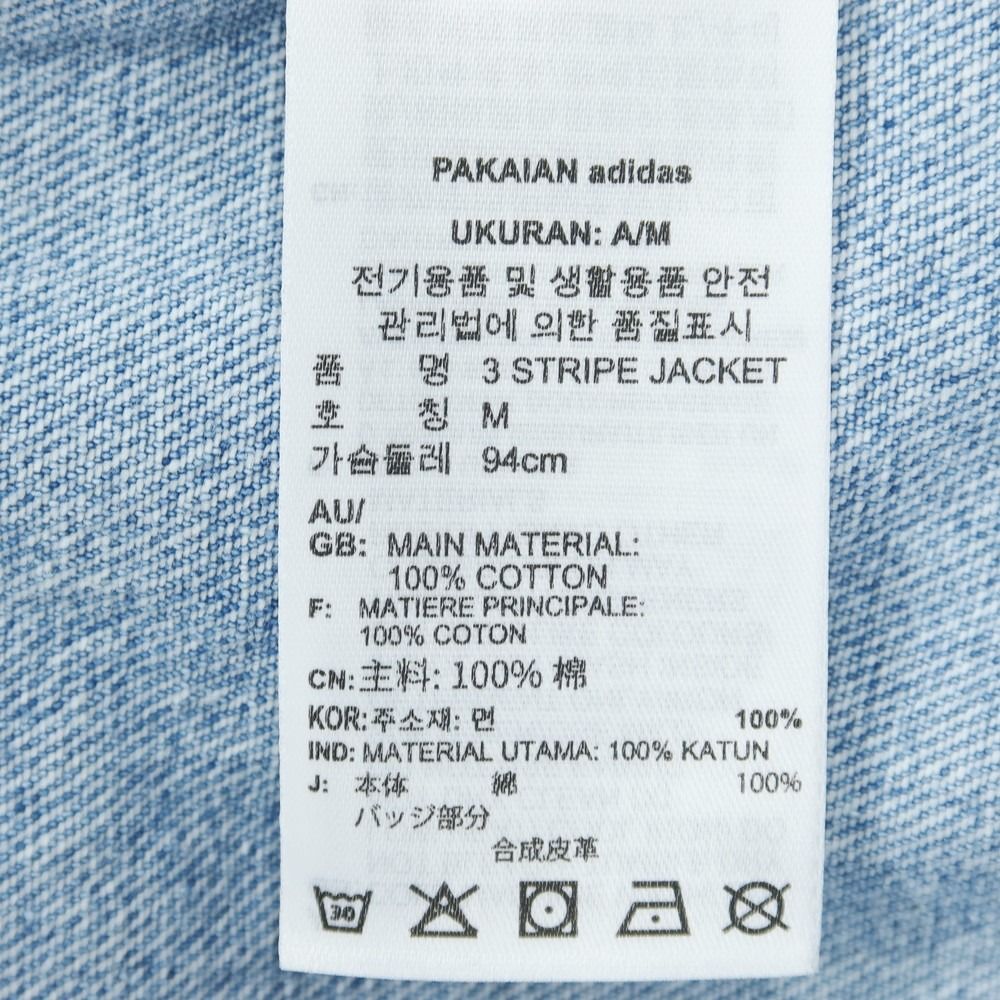 PAKAIAN adidas
UKURAN: A/M
전기용품 및 생활용품 안전
관리법에 의한 품질표시
품 명 3 STRIPE JACKET
호 칭 M
가슴둘레 94cm
AU/
GB: MAIN MATERIAL:
100% COTTON
F: MATIERE PRINCIPALE:
100% COTON
CN:主料: 100% 棉
KOR:주소재: 면 100%
IND: MATERIAL UTAMA: 100% KATUN
J: 本体 綿 100%
バッジ部分
合成皮革
30